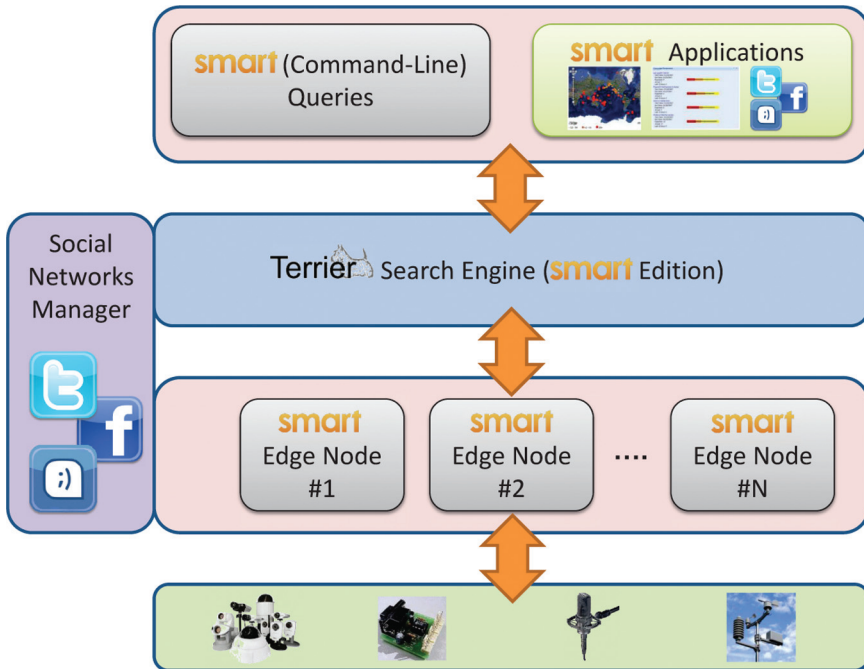 smart (Command-Line)
Queries
smart Applications
Social
Networks
Manager
Terrier Search Engine (smart Edition)
smart
Edge Node
#1
smart
Edge Node
#2
....
smart
Edge Node
#N